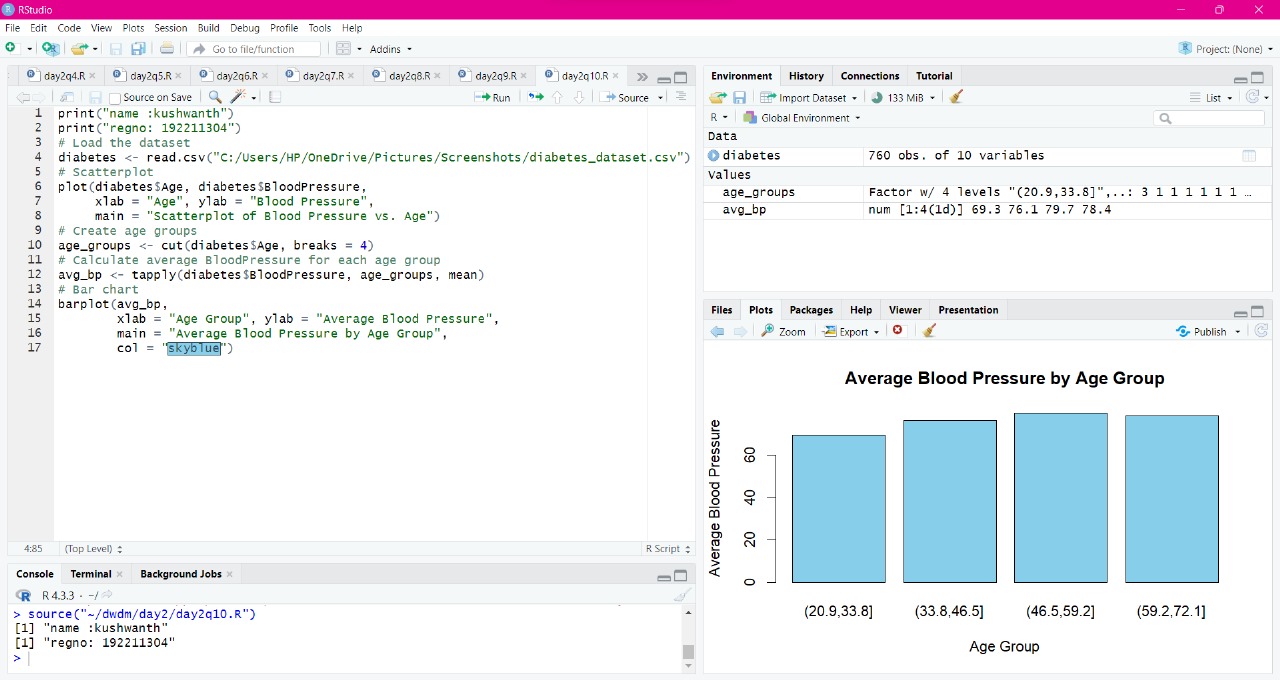 RStudio
File Edit Code View Plots Session Build Debug Profile Tools Help
Go to file/function Addins Project: (None)
day2q4.R day2q5.R day2q6.R day2q7.R day2q8.R day2q9.R day2q10.R
Source on Save Run Source
1 print("name :kushwanth")
2 print("regno: 192211304")
3 # Load the dataset
4 diabetes <- read.csv("C:/Users/HP/OneDrive/Pictures/Screenshots/diabetes_dataset.csv")
5 # Scatterplot
6 plot(diabetes$Age, diabetes$BloodPressure,
7 xlab = "Age", ylab = "Blood Pressure",
8 main = "Scatterplot of Blood Pressure vs. Age")
9 # Create age groups
10 age_groups <- cut(diabetes$Age, breaks = 4)
11 # Calculate average BloodPressure for each age group
12 avg_bp <- tapply(diabetes$BloodPressure, age_groups, mean)
13 # Bar chart
14 barplot(avg_bp,
15 xlab = "Age Group", ylab = "Average Blood Pressure",
16 main = "Average Blood Pressure by Age Group",
17 col = "skyblue")
4:85 (Top Level) R Script
Console Terminal Background Jobs
R 4.3.3 · ~/
> source("~/dwdm/day2/day2q10.R")
[1] "name :kushwanth"
[1] "regno: 192211304"
>
Environment History Connections Tutorial
Import Dataset 133 MiB List
R Global Environment
Data
diabetes 760 obs. of 10 variables
Values
age_groups Factor w/ 4 levels "(20.9,33.8]",..: 3 1 1 1 1 1 1 …
avg_bp num [1:4(1d)] 69.3 76.1 79.7 78.4
Files Plots Packages Help Viewer Presentation
Zoom Export Publish
Average Blood Pressure by Age Group
Average Blood Pressure
60
40
20
0
(20.9,33.8] (33.8,46.5] (46.5,59.2] (59.2,72.1]
Age Group